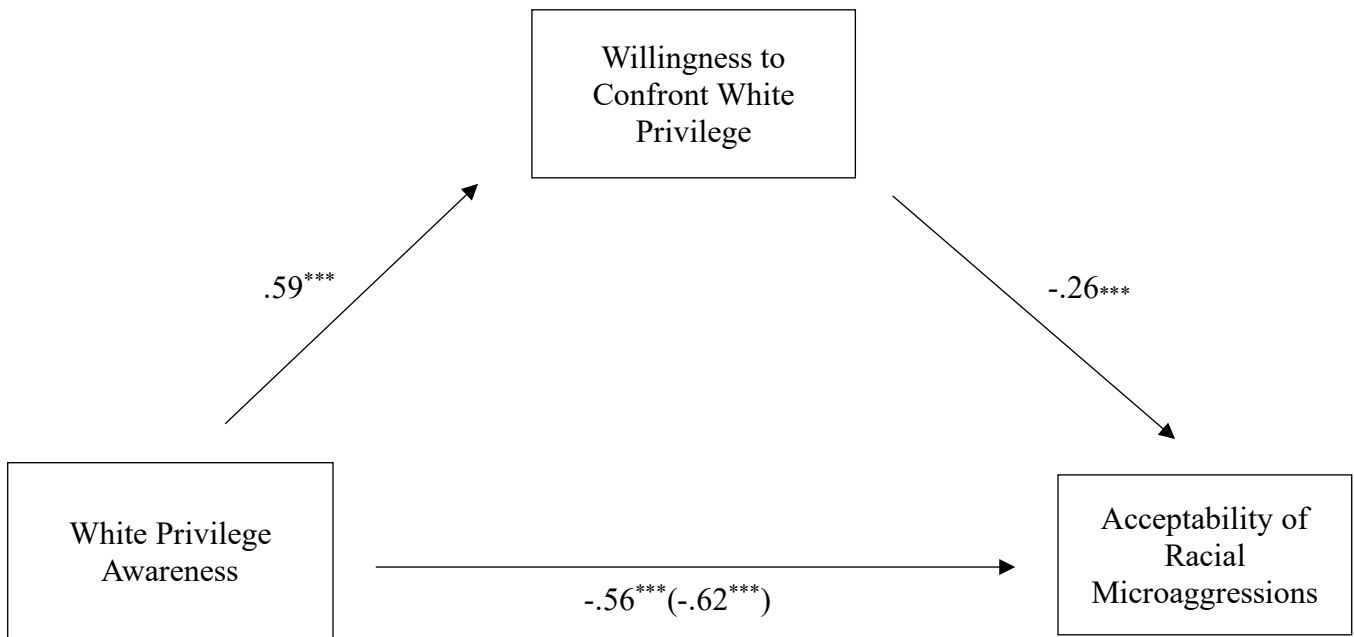 Willingness to
Confront White
Privilege
.59***
-.26***
White Privilege
Awareness
-.56***(-.62***)
Acceptability of
Racial
Microaggressions